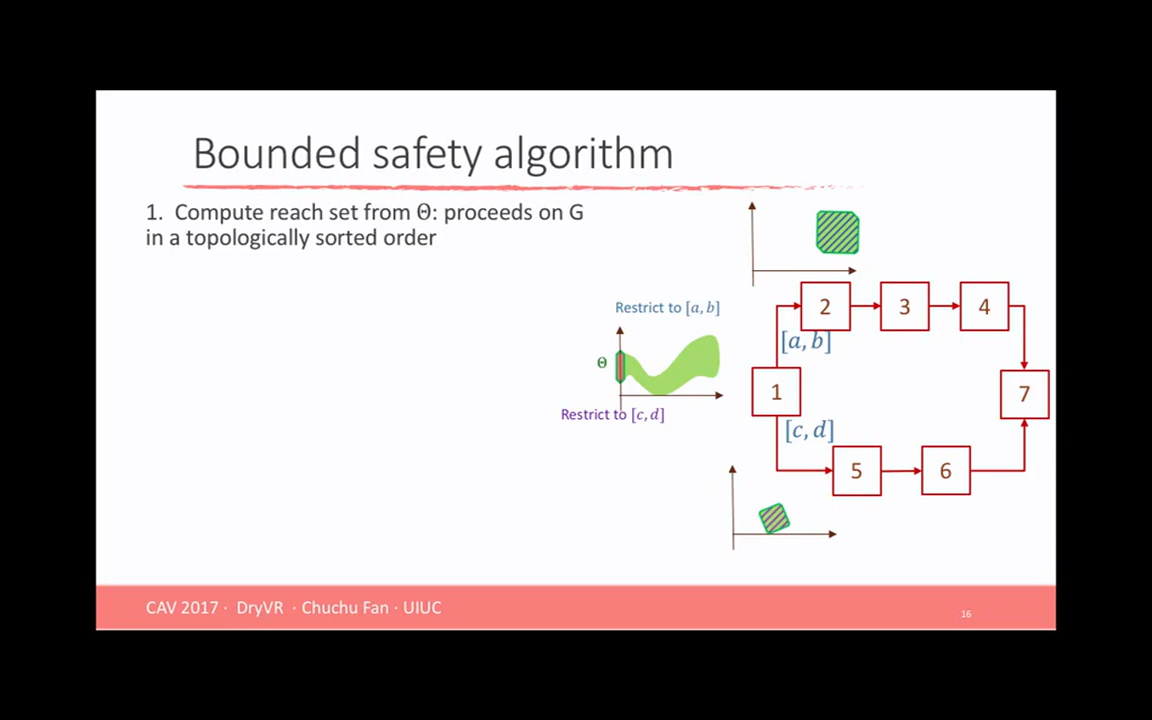 Bounded safety algorithm
1. Compute reach set from Θ: proceeds on G
in a topologically sorted order
Restrict to [a, b]
Θ
Restrict to [c, d]
2
3
4
[a, b]
1
7
[c, d]
5
6
CAV 2017 · DryVR · Chuchu Fan · UIUC
16